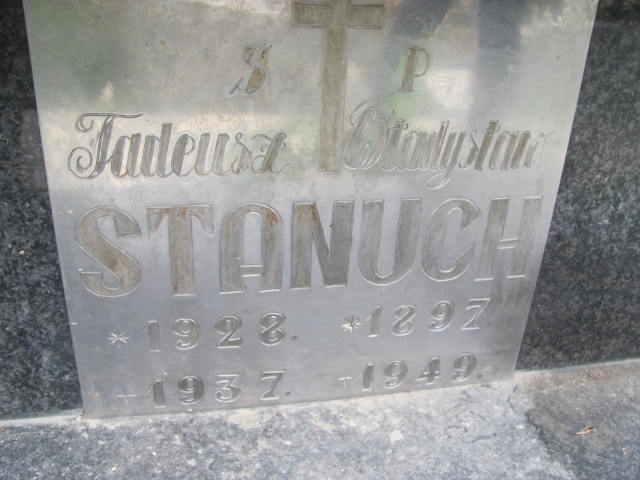 Ś P
Tadeusz Władysław
STANUCH
*1928. *1897.
+1937. +1949.